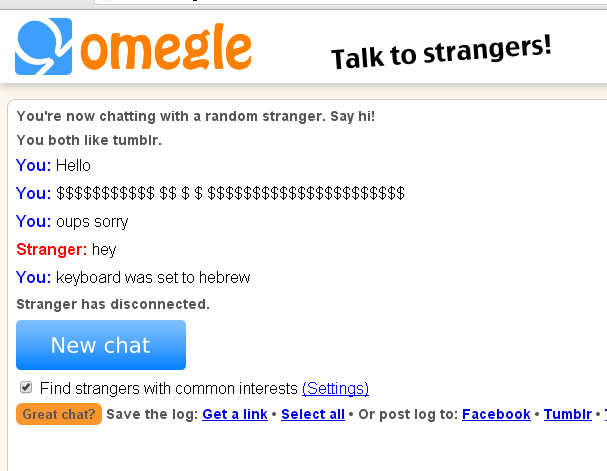 omegle
Talk to strangers!
You're now chatting with a random stranger. Say hi!
You both like tumblr.
You: Hello
You: $$$$$$$$$$$ $$ $ $ $$$$$$$$$$$$$$$$$$$$$$
You: oups sorry
Stranger: hey
You: keyboard was set to hebrew
Stranger has disconnected.
New chat
Find strangers with common interests (Settings)
Great chat? Save the log: Get a link • Select all • Or post log to: Facebook • Tumblr •